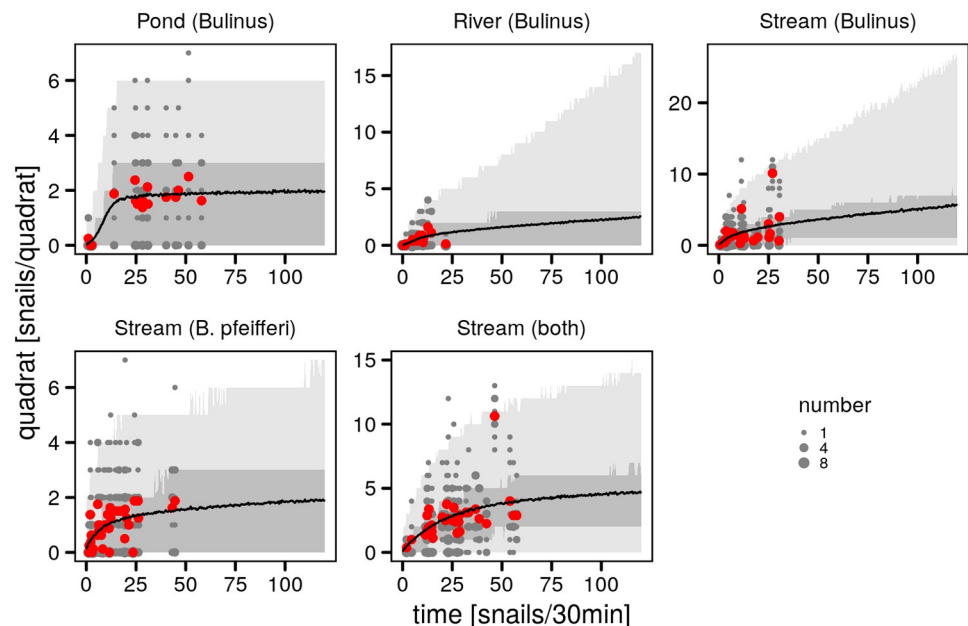 Pond (Bulinus)
River (Bulinus)
Stream (Bulinus)
6
4
2
0
0 25 50 75 100
15
10
5
0
0 25 50 75 100
20
10
0
0 25 50 75 100
Stream (B. pfeifferi)
Stream (both)
6
4
2
0
0 25 50 75 100
15
10
5
0
0 25 50 75 100
number
1
4
8
quadrat [snails/quadrat]
time [snails/30min]